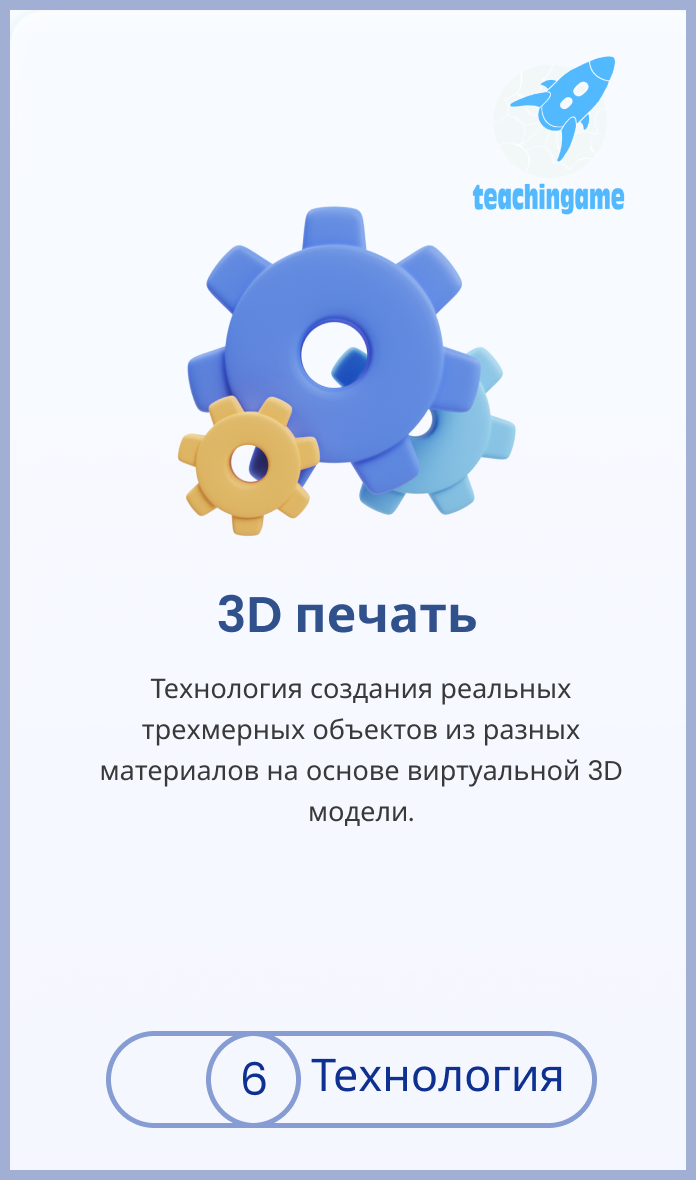 teachingame
3D печать
Технология создания реальных
трехмерных объектов из разных
материалов на основе виртуальной 3D
модели.
6 Технология